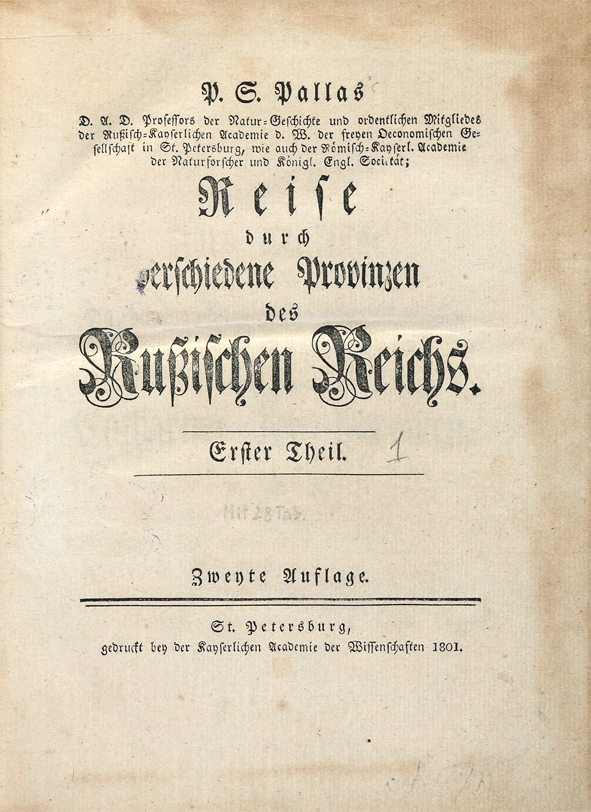 P. S. Pallas
D. A. D. Professors der Natur-Geschichte und ordentlichen Mitgliedes
der Rußisch-Kayserlichen Academie d. W. der freyen Oeconomischen Ge-
sellschaft in St. Petersburg, wie auch der Römisch-Kayserl. Academie
der Naturforscher und Königl. Engl. Societät;
Reise
durch
verschiedene Provinzen
des
Rußischen Reichs.
Erster Theil. 1
Mit 28 Tab.
Zweyte Auflage.
St. Petersburg,
gedruckt bey der Kayserlichen Academie der Wissenschaften 1801.